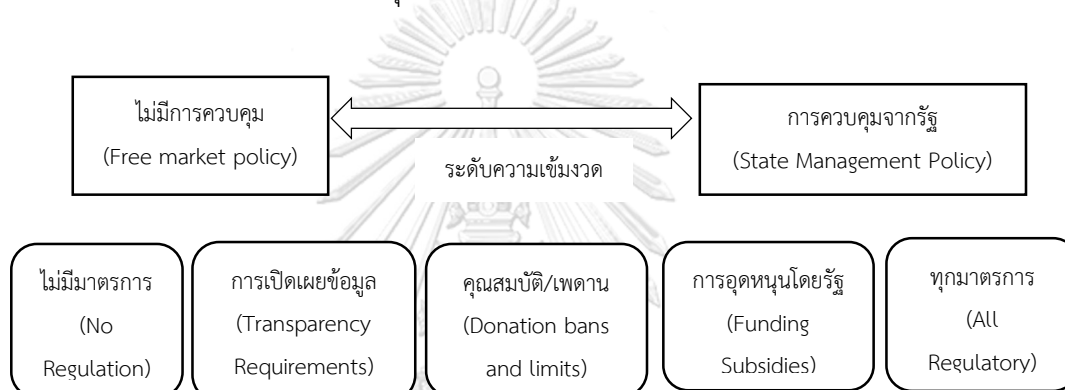 ไม่มีการควบคุม
(Free market policy)
ระดับความเข้มงวด
การควบคุมจากรัฐ
(State Management Policy)
ไม่มีมาตรการ
(No
Regulation)
การเปิดเผยข้อมูล
(Transparency
Requirements)
คุณสมบัติ/เพดาน
(Donation bans
and limits)
การอุดหนุนโดยรัฐ
(Funding
Subsidies)
ทุกมาตรการ
(All
Regulatory)